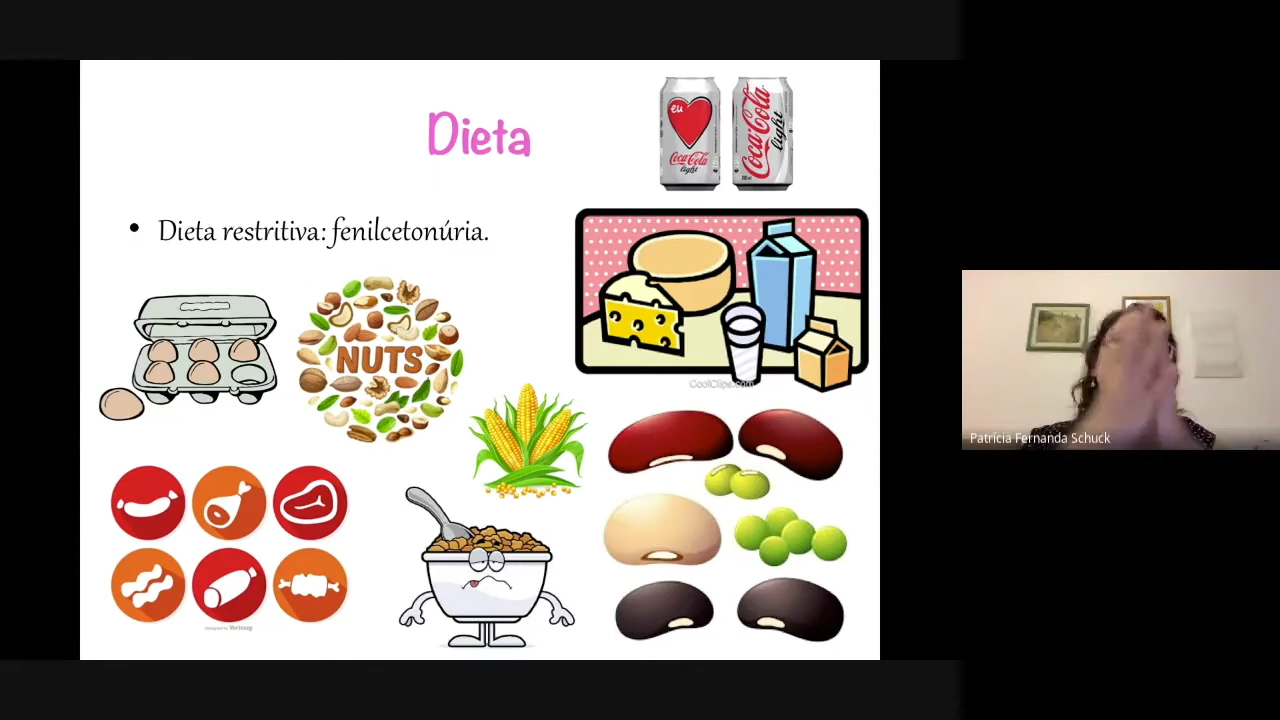 Dieta
eu
Coca-Cola
light
Coca-Cola
light
• Dieta restritiva: fenilcetonúria.
NUTS
CoolClips.com
Patrícia Fernanda Schuck